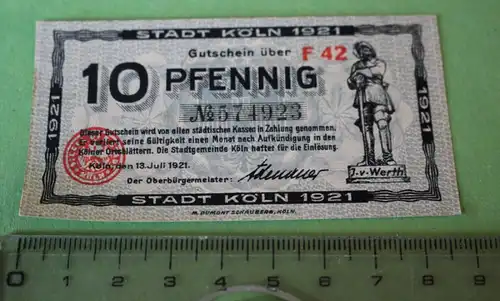 STADT KÖLN 1921
Gutschein über F 42
10 PFENNIG
№574923
1921
1921
Dieser Gutschein wird von allen städtischen Kassen in Zahlung genommen.
Er verliert seine Gültigkeit einen Monat nach Aufkündigung in den
Kölner Ortsblättern. Die Stadtgemeinde Köln haftet für die Einlösung.
Köln, den 13. Juli 1921.
Der Oberbürgermeister: Adenauer
J.v. Werth
STADT KÖLN 1921
M. DUMONT SCHAUBERG, KÖLN.
0 1 2 3 4 5 6 7 8 9